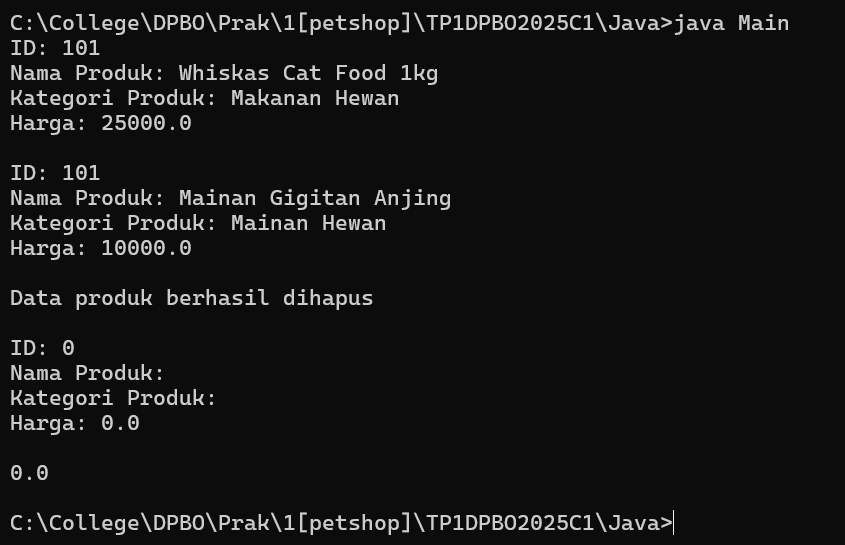 C:\College\DPBO\Prak\1[petshop]\TP1DPBO2025C1\Java>java Main
ID: 101
Nama Produk: Whiskas Cat Food 1kg
Kategori Produk: Makanan Hewan
Harga: 25000.0
ID: 101
Nama Produk: Mainan Gigitan Anjing
Kategori Produk: Mainan Hewan
Harga: 10000.0
Data produk berhasil dihapus
ID: 0
Nama Produk:
Kategori Produk:
Harga: 0.0
0.0
C:\College\DPBO\Prak\1[petshop]\TP1DPBO2025C1\Java>